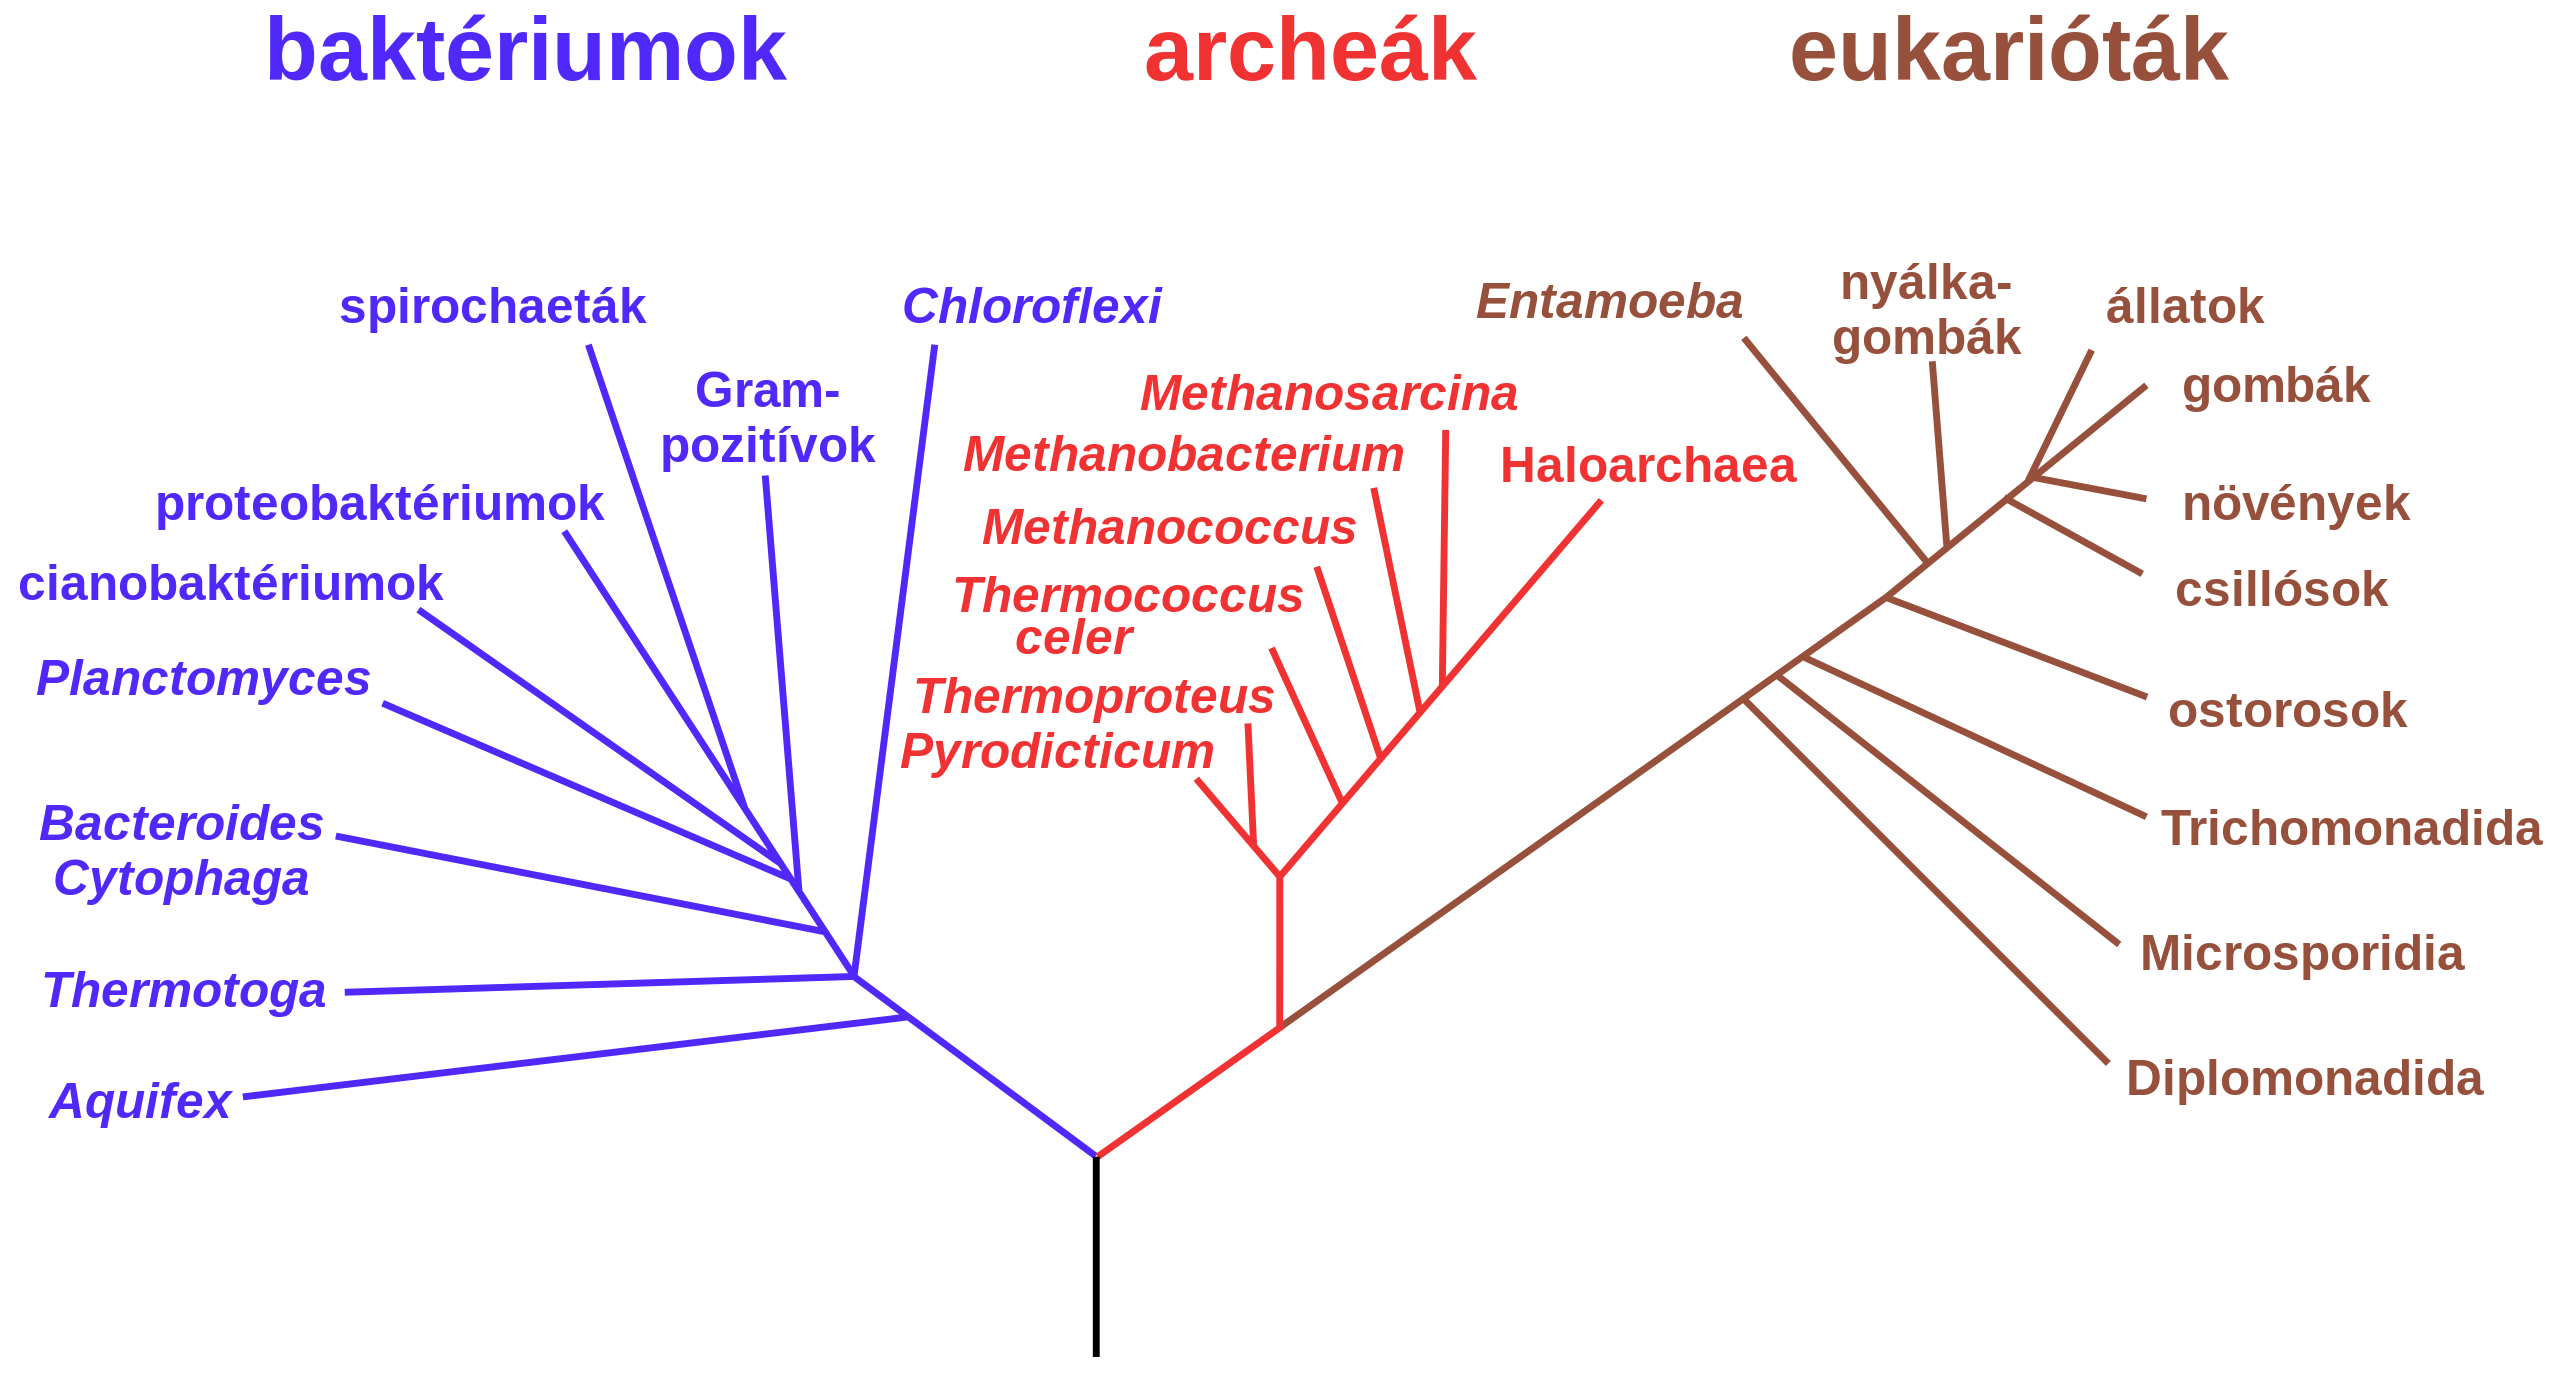 baktériumok
archeák
eukarióták
spirochaeták
Gram-
pozitívok
Chloroflexi
proteobaktériumok
cianobaktériumok
Planctomyces
Bacteroides
Cytophaga
Thermotoga
Aquifex
Methanosarcina
Methanobacterium
Haloarchaea
Methanococcus
Thermococcus
celer
Thermoproteus
Pyrodicticum
Entamoeba
nyálka-
gombák
állatok
gombák
növények
csillósok
ostorosok
Trichomonadida
Microsporidia
Diplomonadida